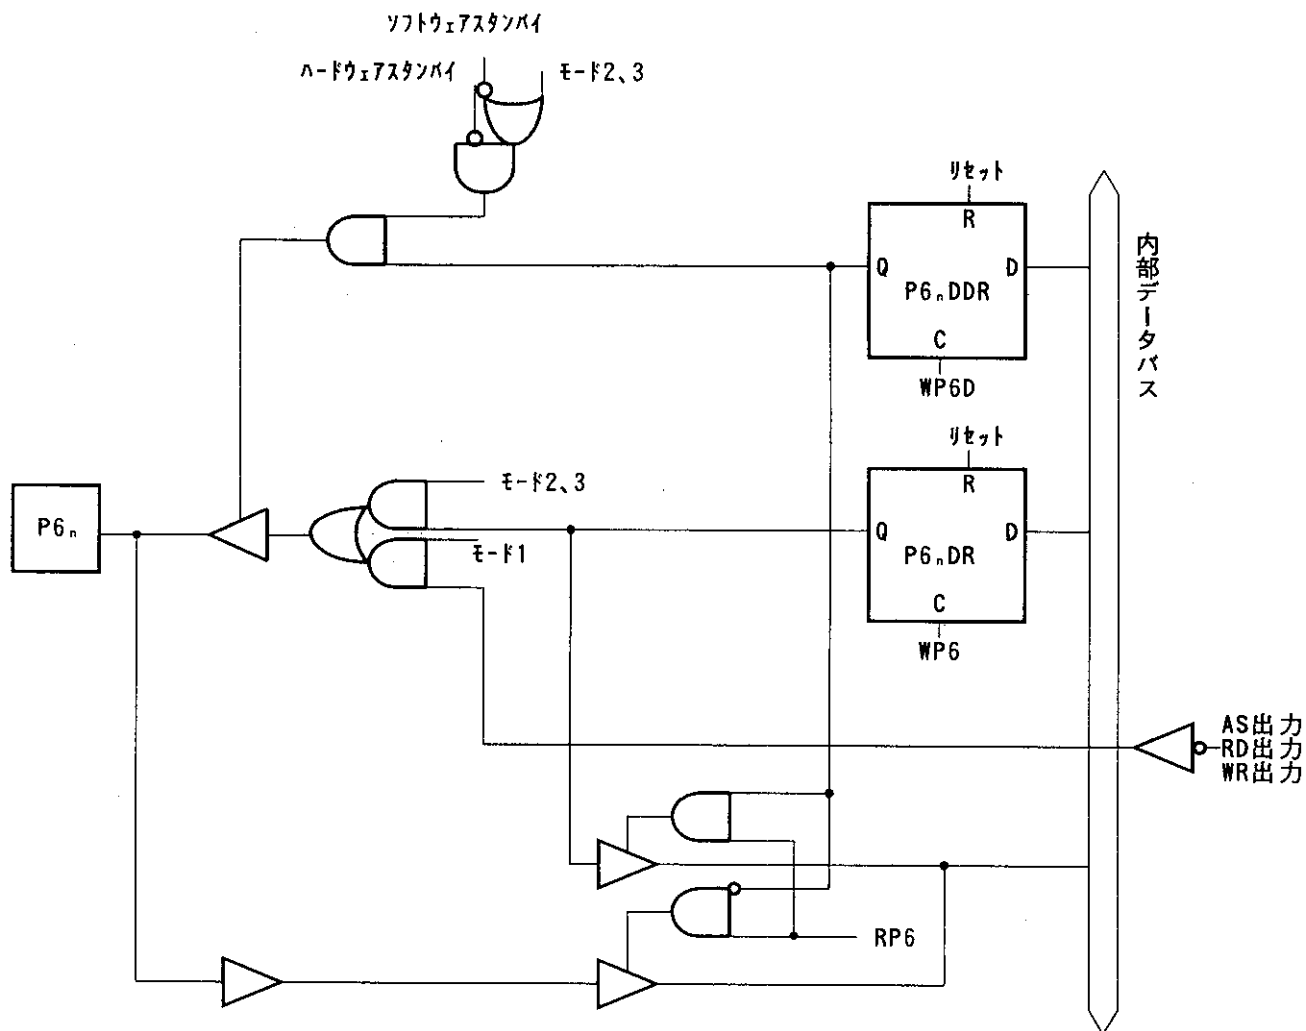 ソフトウェアスタンバイ
ハードウェアスタンバイ
モード2、3
リセット
R
Q
D
P6nDDR
C
WP6D
内部データバス
リセット
R
モード2、3
P6n
Q
D
P6nDR
モード1
C
WP6
AS出力
RD出力
WR出力
RP6